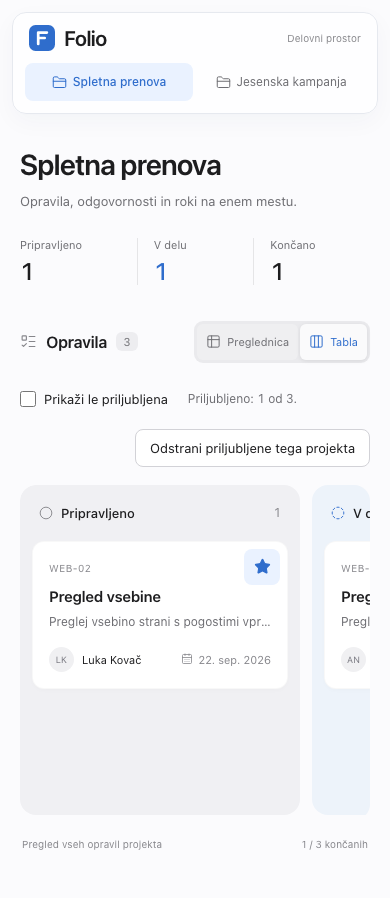 Folio
Delovni prostor
Spletna prenova
Jesenska kampanja
Spletna prenova
Opravila, odgovornosti in roki na enem mestu.
Pripravljeno
V delu
Končano
1
1
1
Opravila 3
Preglednica
Tabla
Prikaži le priljubljena
Priljubljeno: 1 od 3.
Odstrani priljubljene tega projekta
Pripravljeno 1
WEB-02
Pregled vsebine
Preglej vsebino strani s pogostimi vpr...
LK Luka Kovač 22. sep. 2026
V
WEB-
Preg
Pregl
AN
Pregled vseh opravil projekta
1 / 3 končanih